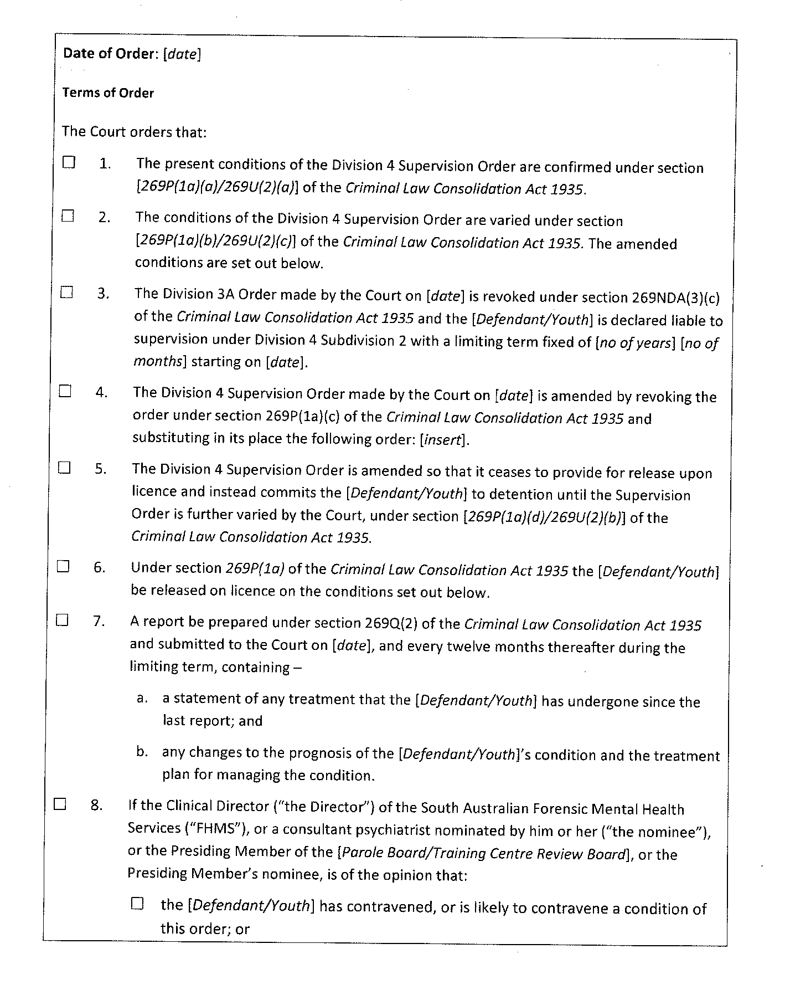 Date of Order: [date]
Terms of Order
The Court orders that:
☐ 1. The present conditions of the Division 4 Supervision Order are confirmed under section
[269P(1a)(a)/269U(2)(a)] of the Criminal Law Consolidation Act 1935.
☐ 2. The conditions of the Division 4 Supervision Order are varied under section
[269P(1a)(b)/269U(2)(c)] of the Criminal Law Consolidation Act 1935. The amended
conditions are set out below.
☐ 3. The Division 3A Order made by the Court on [date] is revoked under section 269NDA(3)(c)
of the Criminal Law Consolidation Act 1935 and the [Defendant/Youth] is declared liable to
supervision under Division 4 Subdivision 2 with a limiting term fixed of [no of years] [no of
months] starting on [date].
☐ 4. The Division 4 Supervision Order made by the Court on [date] is amended by revoking the
order under section 269P(1a)(c) of the Criminal Law Consolidation Act 1935 and
substituting in its place the following order: [insert].
☐ 5. The Division 4 Supervision Order is amended so that it ceases to provide for release upon
licence and instead commits the [Defendant/Youth] to detention until the Supervision
Order is further varied by the Court, under section [269P(1a)(d)/269U(2)(b)] of the
Criminal Law Consolidation Act 1935.
☐ 6. Under section 269P(1a) of the Criminal Law Consolidation Act 1935 the [Defendant/Youth]
be released on licence on the conditions set out below.
☐ 7. A report be prepared under section 269Q(2) of the Criminal Law Consolidation Act 1935
and submitted to the Court on [date], and every twelve months thereafter during the
limiting term, containing –
a. a statement of any treatment that the [Defendant/Youth] has undergone since the
last report; and
b. any changes to the prognosis of the [Defendant/Youth]'s condition and the treatment
plan for managing the condition.
☐ 8. If the Clinical Director (“the Director”) of the South Australian Forensic Mental Health
Services (“FHMS”), or a consultant psychiatrist nominated by him or her (“the nominee”),
or the Presiding Member of the [Parole Board/Training Centre Review Board], or the
Presiding Member’s nominee, is of the opinion that:
☐ the [Defendant/Youth] has contravened, or is likely to contravene a condition of
this order; or